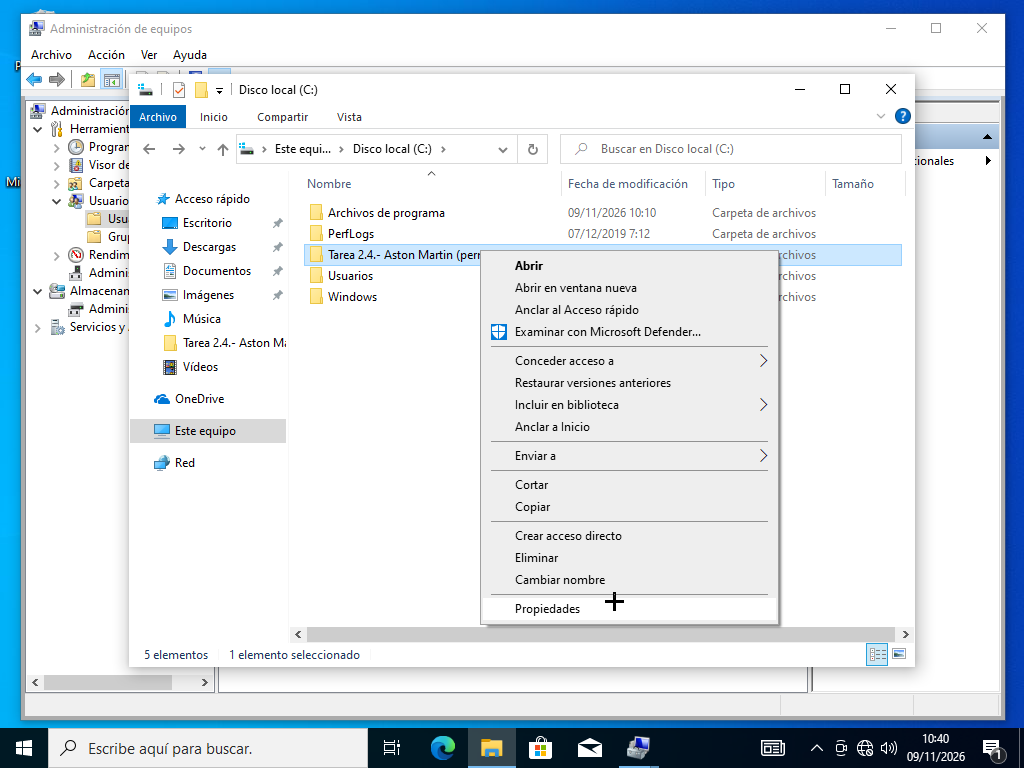 Administración de equipos
Archivo Acción Ver Ayuda
Disco local (C:)
Archivo Inicio Compartir Vista
Este equi... Disco local (C:) Buscar en Disco local (C:)
Nombre Fecha de modificación Tipo Tamaño
Archivos de programa 09/11/2026 10:10 Carpeta de archivos
PerfLogs 07/12/2019 7:12 Carpeta de archivos
Tarea 2.4.- Aston Martin (perr archivos
Usuarios archivos
Windows archivos
Acceso rápido
Escritorio
Descargas
Documentos
Imágenes
Música
Tarea 2.4.- Aston Ma
Vídeos
OneDrive
Este equipo
Red
Abrir
Abrir en ventana nueva
Anclar al Acceso rápido
Examinar con Microsoft Defender...
Conceder acceso a
Restaurar versiones anteriores
Incluir en biblioteca
Anclar a Inicio
Enviar a
Cortar
Copiar
Crear acceso directo
Eliminar
Cambiar nombre
Propiedades
5 elementos 1 elemento seleccionado
Administración
Herramient
Program
Visor de
Carpeta
Usuario
Usu
Grup
Rendim
Admini
Almacenan
Admini
Servicios y
cionales
Escribe aquí para buscar.
10:40
09/11/2026
1